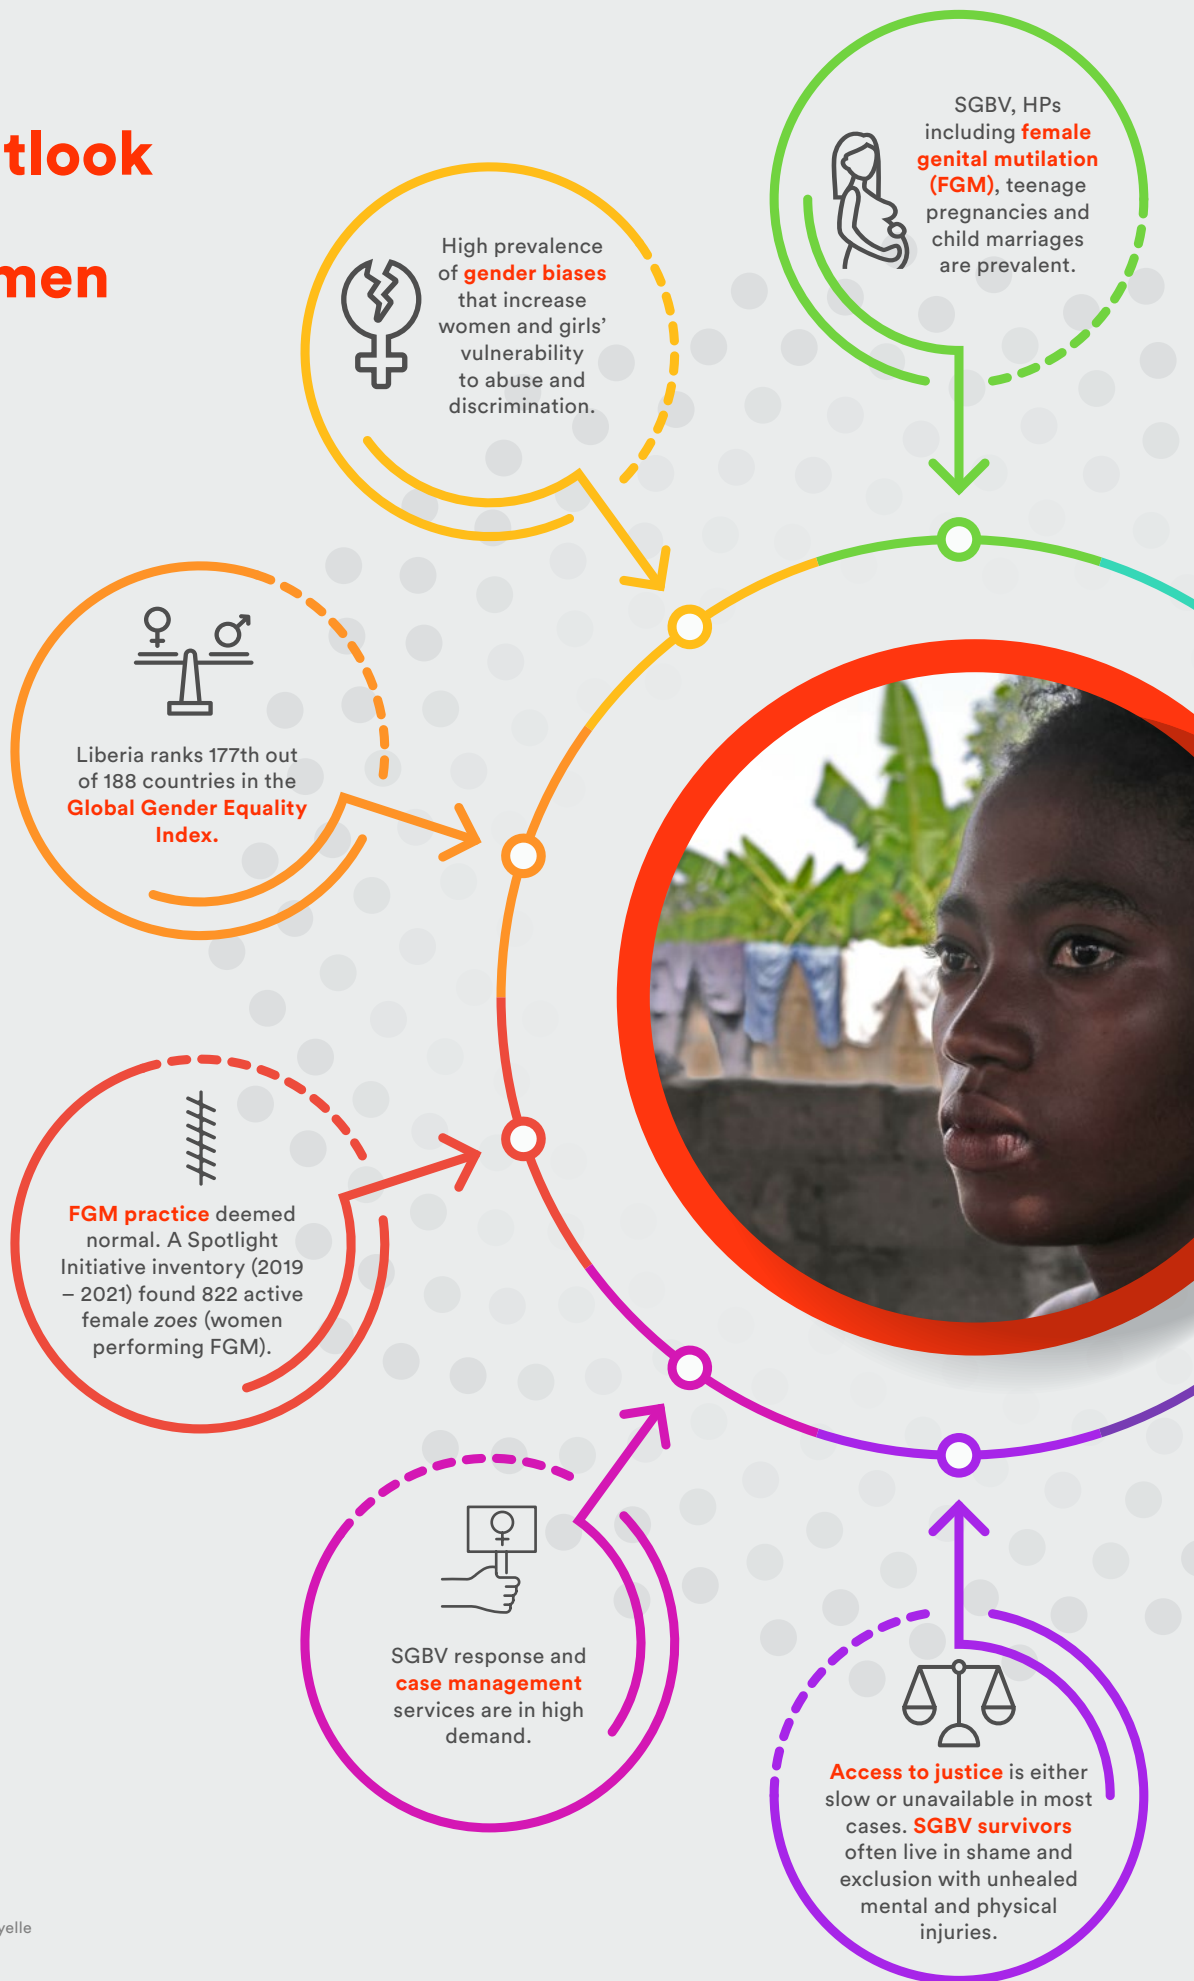 tlook
men
SGBV, HPs
including female
genital mutilation
(FGM), teenage
pregnancies and
child marriages
are prevalent.
High prevalence
of gender biases
that increase
women and girls’
vulnerability
to abuse and
discrimination.
Liberia ranks 177th out
of 188 countries in the
Global Gender Equality
Index.
FGM practice deemed
normal. A Spotlight
Initiative inventory (2019
– 2021) found 822 active
female zoes (women
performing FGM).
SGBV response and
case management
services are in high
demand.
Access to justice is either
slow or unavailable in most
cases. SGBV survivors
often live in shame and
exclusion with unhealed
mental and physical
injuries.
yelle